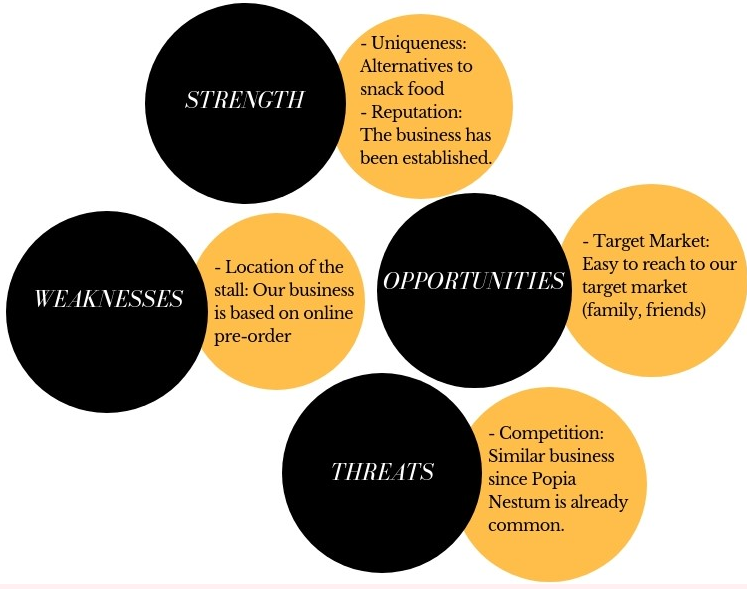 STRENGTH
- Uniqueness:
Alternatives to
snack food
- Reputation:
The business has
been established.
WEAKNESSES
- Location of the
stall: Our business
is based on online
pre-order
OPPORTUNITIES
- Target Market:
Easy to reach to our
target market
(family, friends)
THREATS
- Competition:
Similar business
since Popia
Nestum is already
common.